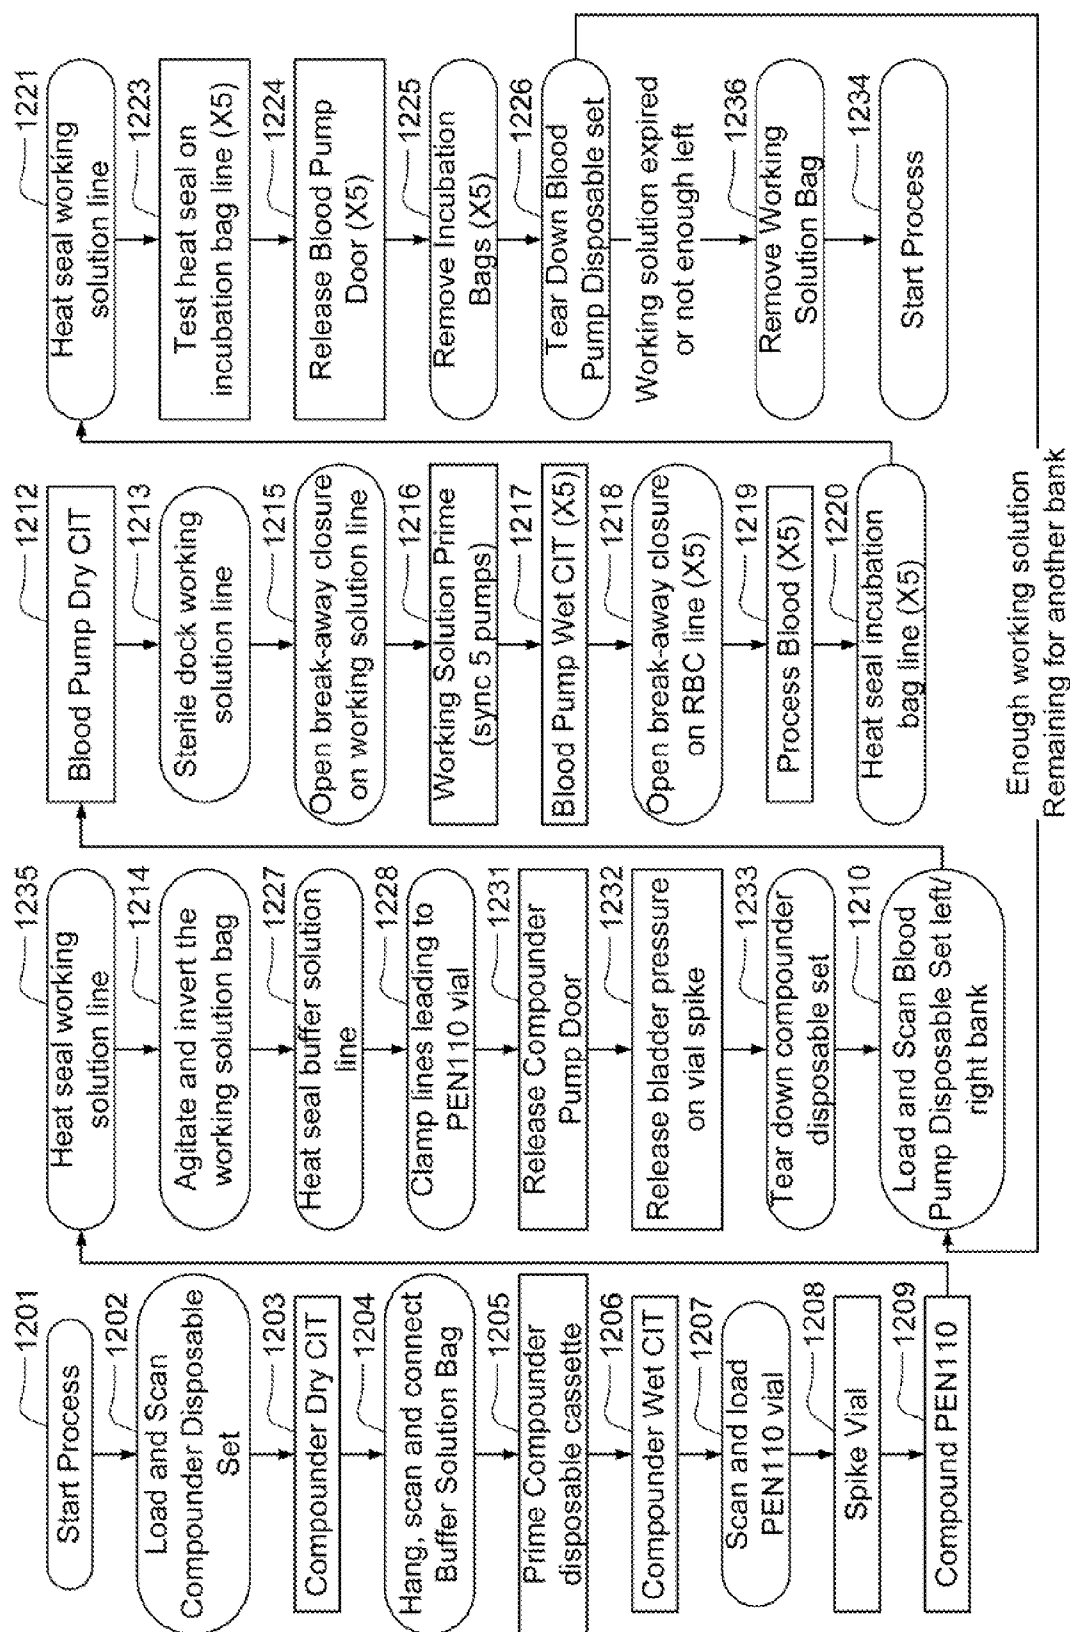 1201
Start Process
1202
Load and Scan
Compounder Disposable
Set
1203
Compounder Dry CIT
1204
Hang, scan and connect
Buffer Solution Bag
1205
Prime Compounder
disposable cassette
1206
Compounder Wet CIT
1207
Scan and load
PEN110 vial
1208
Spike Vial
1209
Compound PEN110
1235
Heat seal working
solution line
1214
Agitate and invert the
working solution bag
1227
Heat seal buffer solution
line
1228
Clamp lines leading to
PEN110 vial
1231
Release Compounder
Pump Door
1232
Release bladder pressure
on vial spike
1233
Tear down compounder
disposable set
1210
Load and Scan Blood
Pump Disposable Set left/
right bank
1212
Blood Pump Dry CIT
1213
Sterile dock working
solution line
1215
Open break-away closure
on working solution line
1216
Working Solution Prime
(sync 5 pumps)
1217
Blood Pump Wet CIT (X5)
1218
Open break-away closure
on RBC line (X5)
1219
Process Blood (X5)
1220
Heat seal incubation
bag line (X5)
1221
Heat seal working
solution line
1223
Test heat seal on
incubation bag line (X5)
1224
Release Blood Pump
Door (X5)
1225
Remove Incubation
Bags (X5)
1226
Tear Down Blood
Pump Disposable set
Working solution expired
or not enough left
1236
Remove Working
Solution Bag
1234
Start Process
Enough working solution
Remaining for another bank